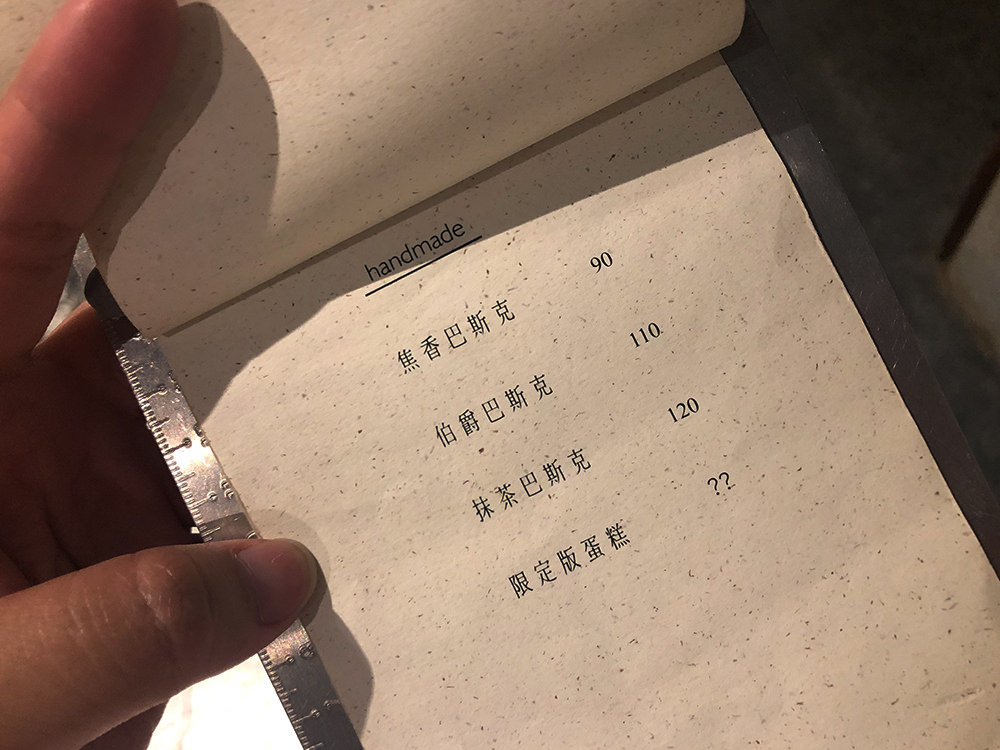 handmade
焦香巴斯克 90
伯爵巴斯克 110
抹茶巴斯克 120
限定版蛋糕 ??